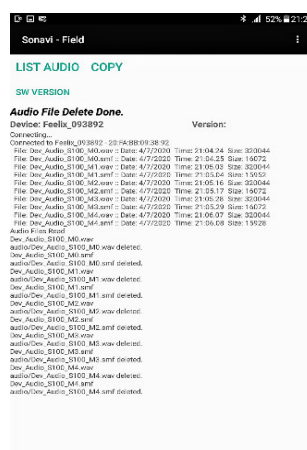 52% 21:2
Sonavi - Field
LIST AUDIO COPY
SW VERSION
Audio File Delete Done.
Device: Feelix_093892 Version:
Connecting...
Connected to Feelix_093892 - 20:FA:BB:09:38:92
File: Dev_Audio_S100_M0.wav :: Date: 4/7/2020 Time: 21:04:24 Size: 320044
File: Dev_Audio_S100_M0.smf :: Date: 4/7/2020 Time: 21:04:25 Size: 16072
File: Dev_Audio_S100_M1.wav :: Date: 4/7/2020 Time: 21:05:03 Size: 320044
File: Dev_Audio_S100_M1.smf :: Date: 4/7/2020 Time: 21:05:04 Size: 15952
File: Dev_Audio_S100_M2.wav :: Date: 4/7/2020 Time: 21:05:16 Size: 320044
File: Dev_Audio_S100_M2.smf :: Date: 4/7/2020 Time: 21:05:17 Size: 16072
File: Dev_Audio_S100_M3.wav :: Date: 4/7/2020 Time: 21:05:28 Size: 320044
File: Dev_Audio_S100_M3.smf :: Date: 4/7/2020 Time: 21:05:29 Size: 16072
File: Dev_Audio_S100_M4.wav :: Date: 4/7/2020 Time: 21:06:07 Size: 320044
File: Dev_Audio_S100_M4.smf :: Date: 4/7/2020 Time: 21:06:08 Size: 15928
Audio Files Read
Dev_Audio_S100_M0.wav
audio/Dev_Audio_S100_M0.wav deleted.
Dev_Audio_S100_M0.smf
audio/Dev_Audio_S100_M0.smf deleted.
Dev_Audio_S100_M1.wav
audio/Dev_Audio_S100_M1.wav deleted.
Dev_Audio_S100_M1.smf
audio/Dev_Audio_S100_M1.smf deleted.
Dev_Audio_S100_M2.wav
audio/Dev_Audio_S100_M2.wav deleted.
Dev_Audio_S100_M2.smf
audio/Dev_Audio_S100_M2.smf deleted.
Dev_Audio_S100_M3.wav
audio/Dev_Audio_S100_M3.wav deleted.
Dev_Audio_S100_M3.smf
audio/Dev_Audio_S100_M3.smf deleted.
Dev_Audio_S100_M4.wav
audio/Dev_Audio_S100_M4.wav deleted.
Dev_Audio_S100_M4.smf
audio/Dev_Audio_S100_M4.smf deleted.